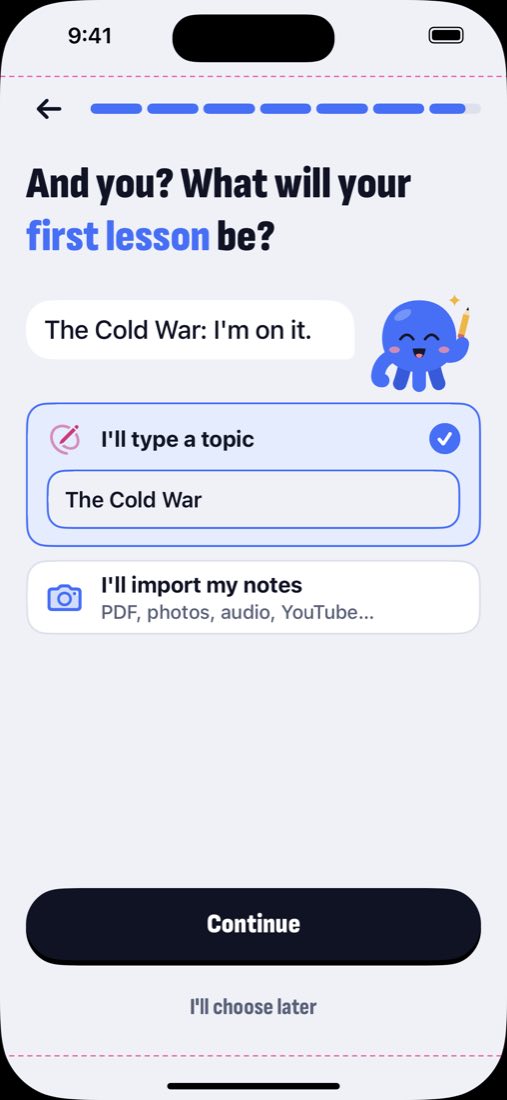 9:41
And you? What will your
first lesson be?
The Cold War: I'm on it.
I'll type a topic
The Cold War
I'll import my notes
PDF, photos, audio, YouTube...
Continue
I'll choose later